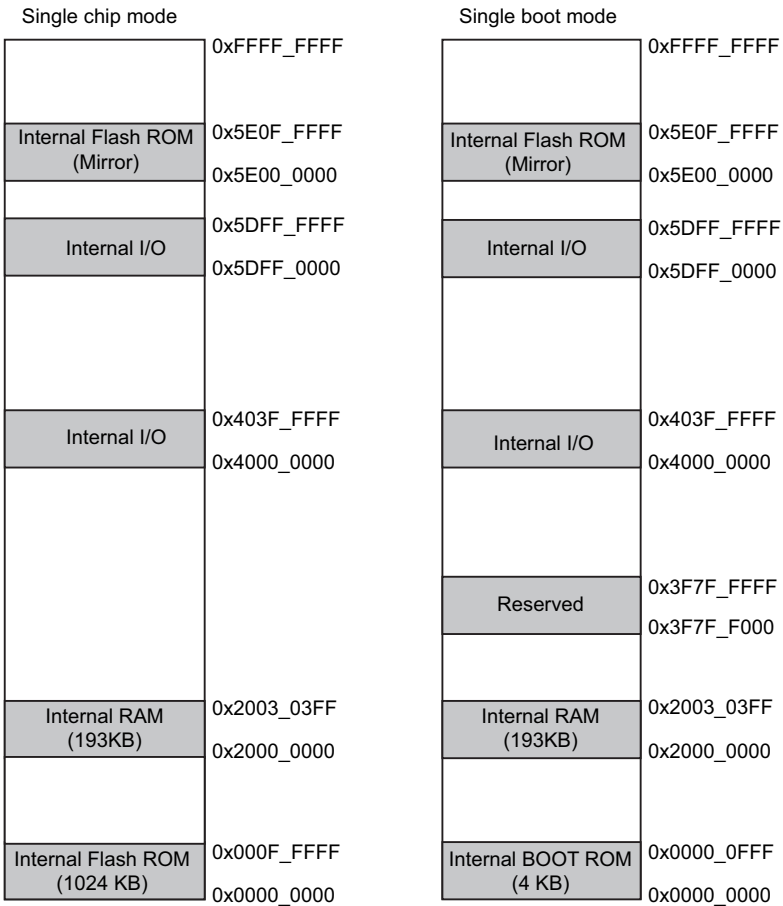 Single chip mode
0xFFFF_FFFF
Internal Flash ROM
(Mirror)
0x5E0F_FFFF
0x5E00_0000
Internal I/O
0x5DFF_FFFF
0x5DFF_0000
Internal I/O
0x403F_FFFF
0x4000_0000
Internal RAM
(193KB)
0x2003_03FF
0x2000_0000
Internal Flash ROM
(1024 KB)
0x000F_FFFF
0x0000_0000
Single boot mode
0xFFFF_FFFF
Internal Flash ROM
(Mirror)
0x5E0F_FFFF
0x5E00_0000
Internal I/O
0x5DFF_FFFF
0x5DFF_0000
Internal I/O
0x403F_FFFF
0x4000_0000
Reserved
0x3F7F_FFFF
0x3F7F_F000
Internal RAM
(193KB)
0x2003_03FF
0x2000_0000
Internal BOOT ROM
(4 KB)
0x0000_0FFF
0x0000_0000